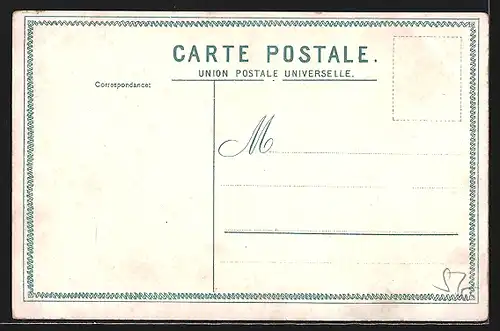 CARTE POSTALE.
UNION POSTALE UNIVERSELLE.
Correspondance:
M